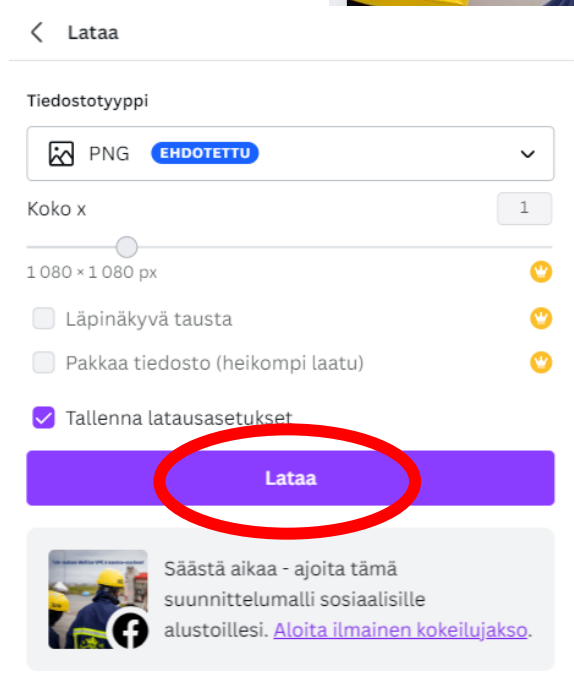 Lataa
Tiedostotyyppi
PNG EHDOTETTU
Koko x 1
1 080 × 1 080 px
Läpinäkyvä tausta
Pakkaa tiedosto (heikompi laatu)
Tallenna latausasetukset
Lataa
Säästä aikaa - ajoita tämä
suunnittelumalli sosiaalisille
alustoillesi. Aloita ilmainen kokeilujakso.